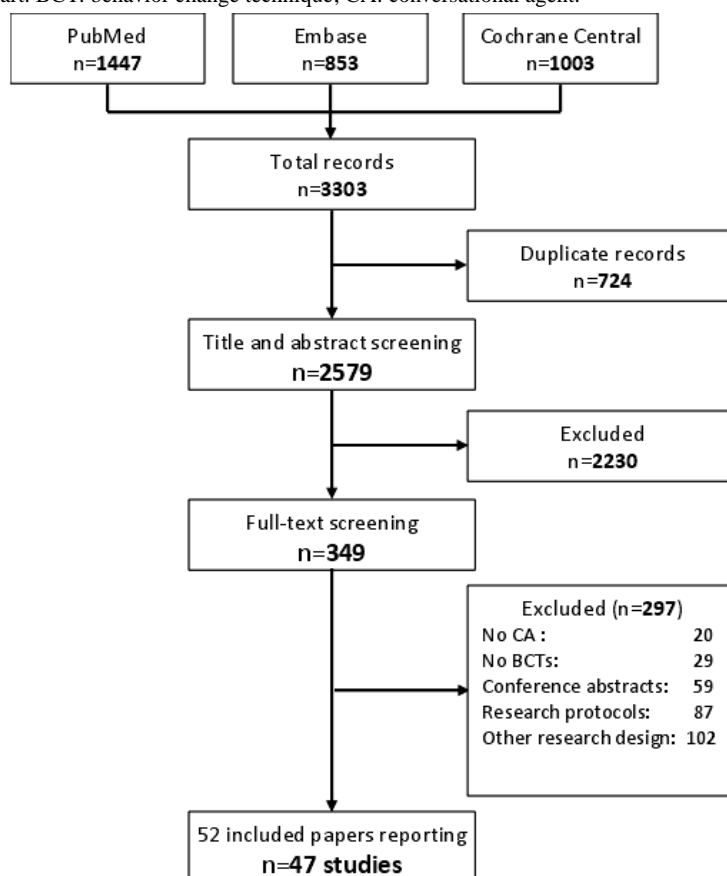 art. BCT: behavior change technique; CA: conversational agent.
PubMed
n=1447
Embase
n=853
Cochrane Central
n=1003
Total records
n=3303
Duplicate records
n=724
Title and abstract screening
n=2579
Excluded
n=2230
Full-text screening
n=349
Excluded (n=297)
No CA : 20
No BCTs: 29
Conference abstracts: 59
Research protocols: 87
Other research design: 102
52 included papers reporting
n=47 studies